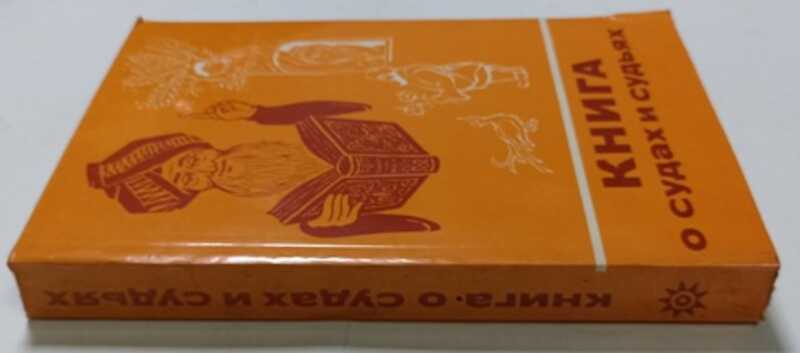 КНИГА
О СУДАХ И СУДЬЯХ
КНИГА·О СУДАХ И СУДЬЯХ